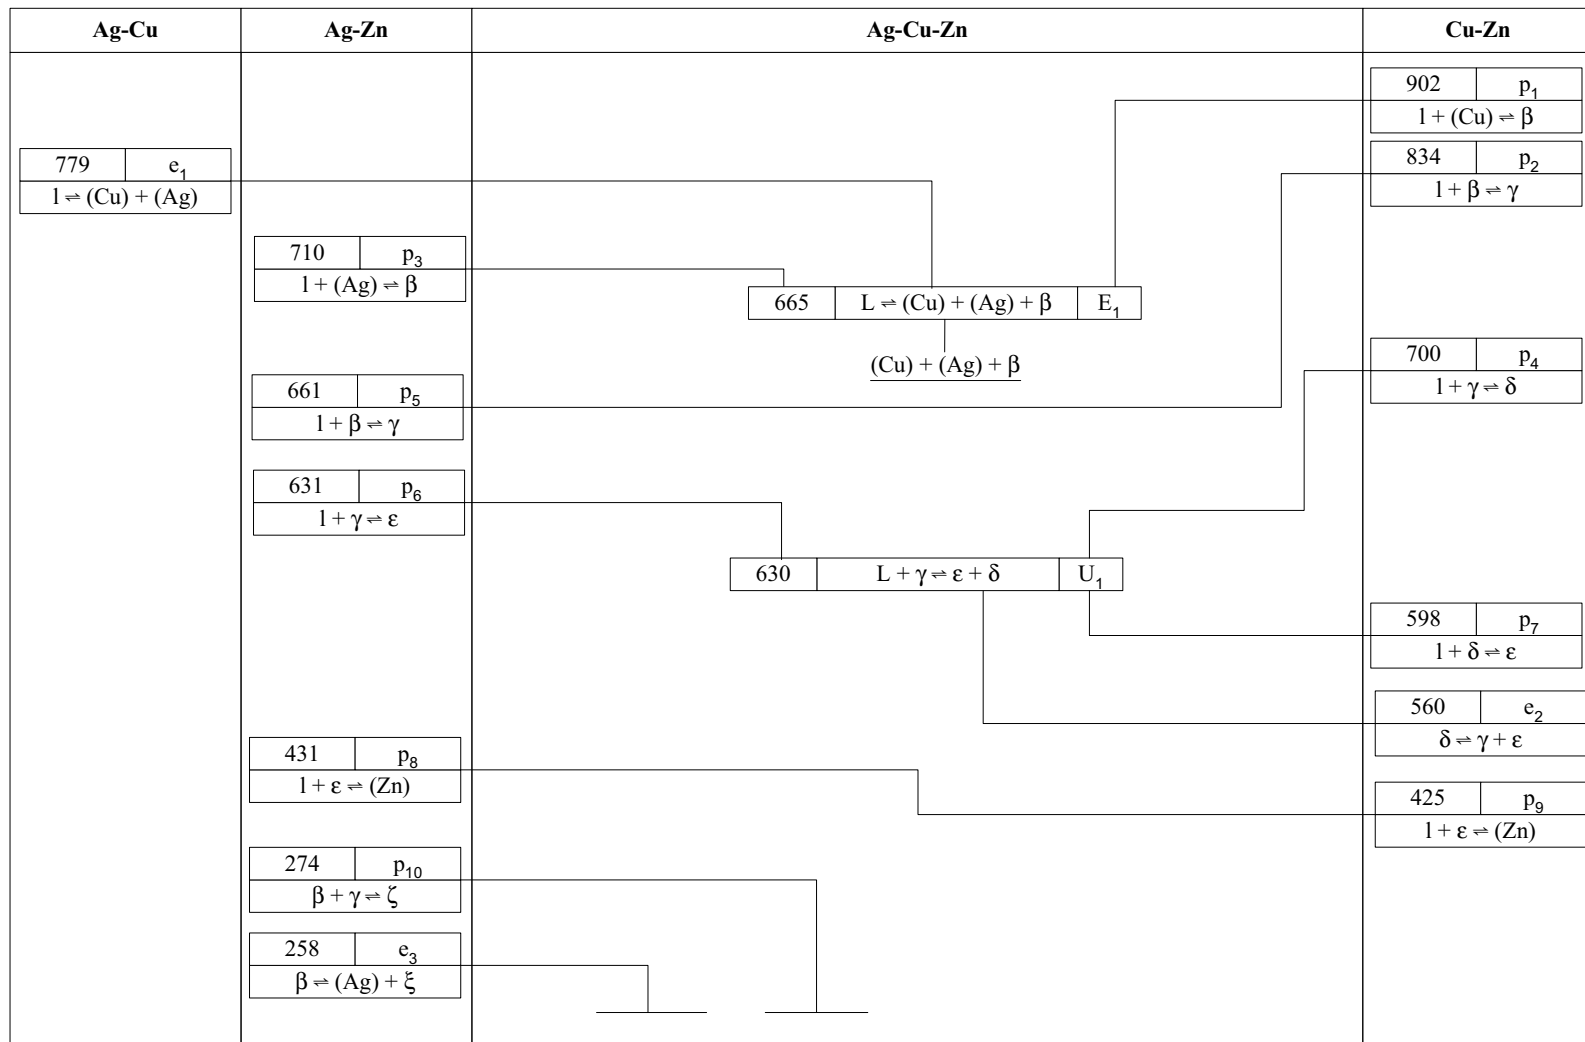 Ag-Cu Ag-Zn Ag-Cu-Zn Cu-Zn
902 p₁
l + (Cu) ⇌ β
779 e₁
l ⇌ (Cu) + (Ag)
834 p₂
l + β ⇌ γ
710 p₃
l + (Ag) ⇌ β
665 L ⇌ (Cu) + (Ag) + β E₁
(Cu) + (Ag) + β
700 p₄
l + γ ⇌ δ
661 p₅
l + β ⇌ γ
631 p₆
l + γ ⇌ ε
630 L + γ ⇌ ε + δ U₁
598 p₇
l + δ ⇌ ε
560 e₂
δ ⇌ γ + ε
431 p₈
l + ε ⇌ (Zn)
425 p₉
l + ε ⇌ (Zn)
274 p₁₀
β + γ ⇌ ζ
258 e₃
β ⇌ (Ag) + ξ